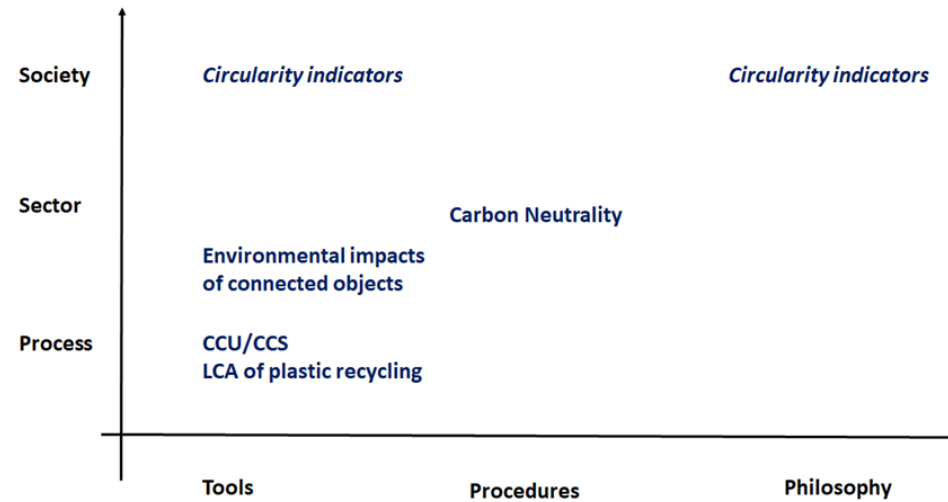 Society
Circularity indicators
Circularity indicators
Sector
Carbon Neutrality
Environmental impacts
of connected objects
Process
CCU/CCS
LCA of plastic recycling
Tools
Procedures
Philosophy